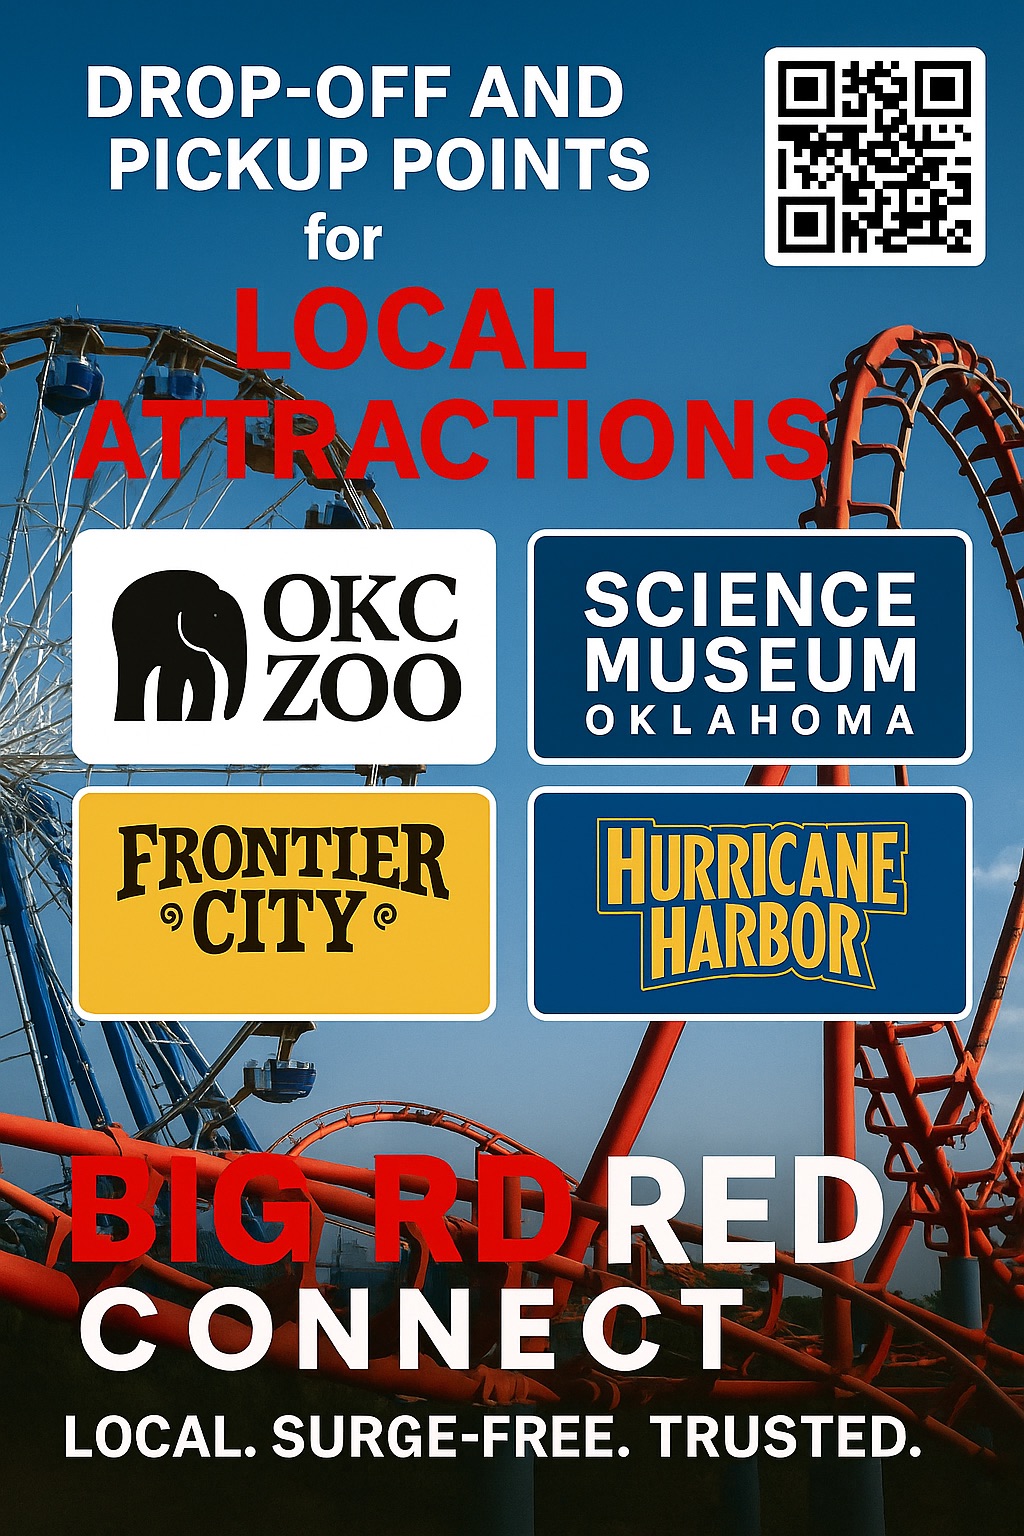 DROP-OFF AND
PICKUP POINTS
for
LOCAL
ATTRACTIONS
OKC
ZOO
SCIENCE
MUSEUM
OKLAHOMA
FRONTIER
CITY
HURRICANE
HARBOR
BIG RD RED
CONNECT
LOCAL. SURGE-FREE. TRUSTED.